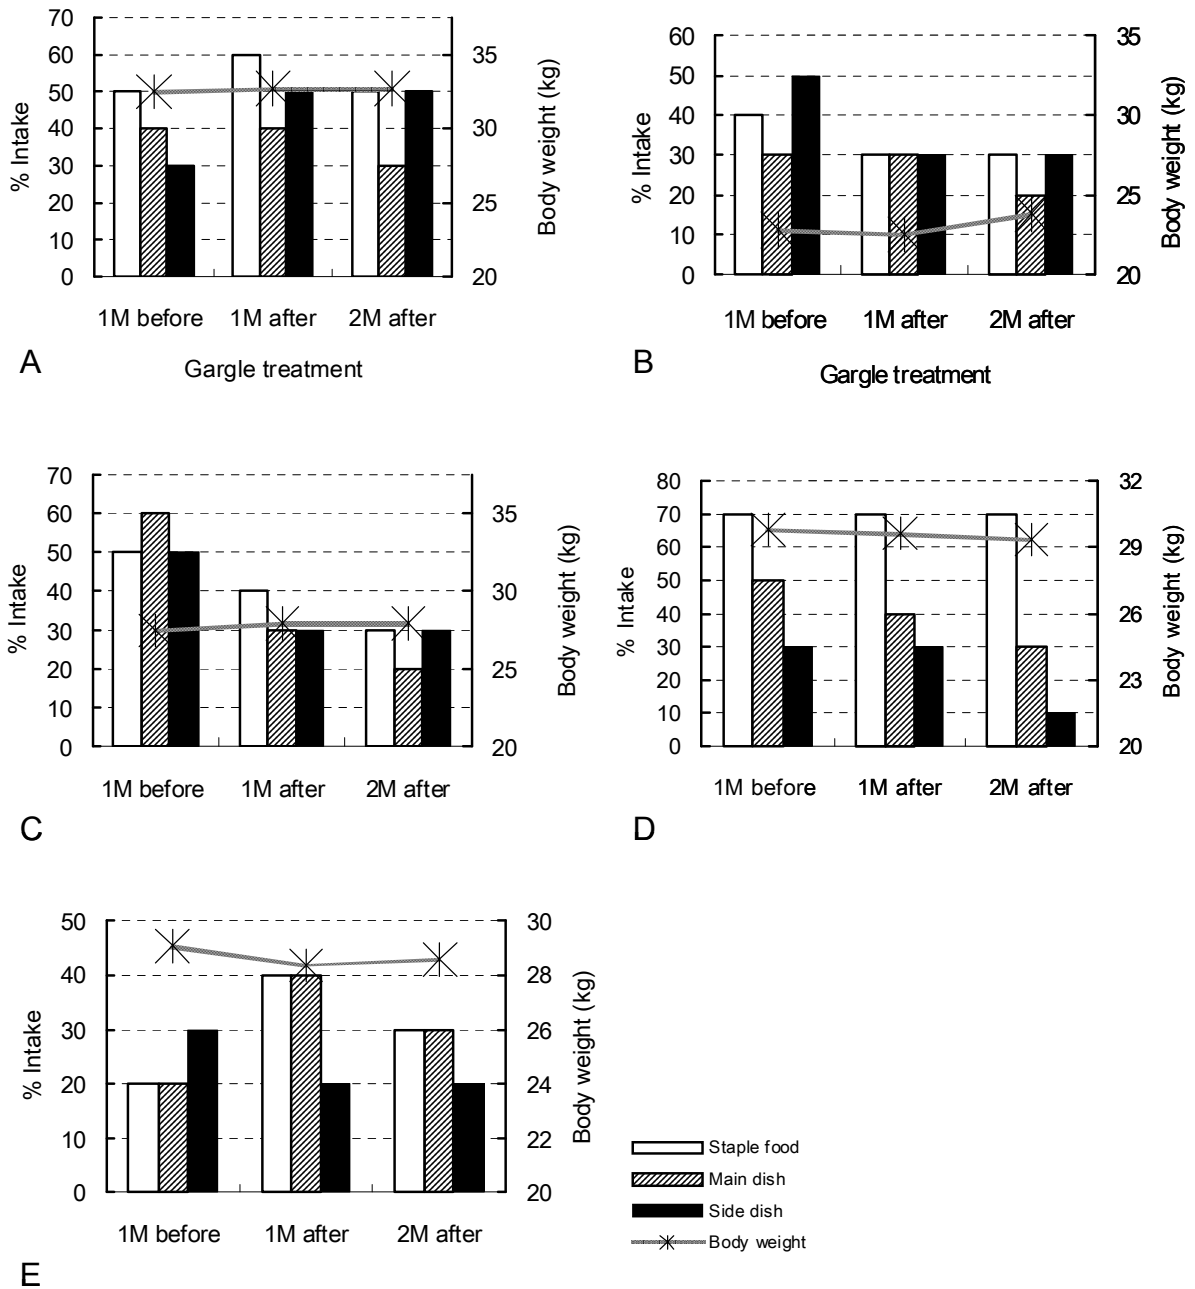 70
60
50
40
30
20
10
0
% Intake
35
30
25
20
Body weight (kg)
1M before 1M after 2M after
Gargle treatment
A
60
50
40
30
20
10
0
% Intake
35
30
25
20
Body weight (kg)
1M before 1M after 2M after
Gargle treatment
B
70
60
50
40
30
20
10
0
% Intake
35
30
25
20
Body weight (kg)
1M before 1M after 2M after
C
80
70
60
50
40
30
20
10
0
% Intake
32
29
26
23
20
Body weight (kg)
1M before 1M after 2M after
D
50
40
30
20
10
0
% Intake
30
28
26
24
22
20
Body weight (kg)
1M before 1M after 2M after
E
Staple food
Main dish
Side dish
Body weight